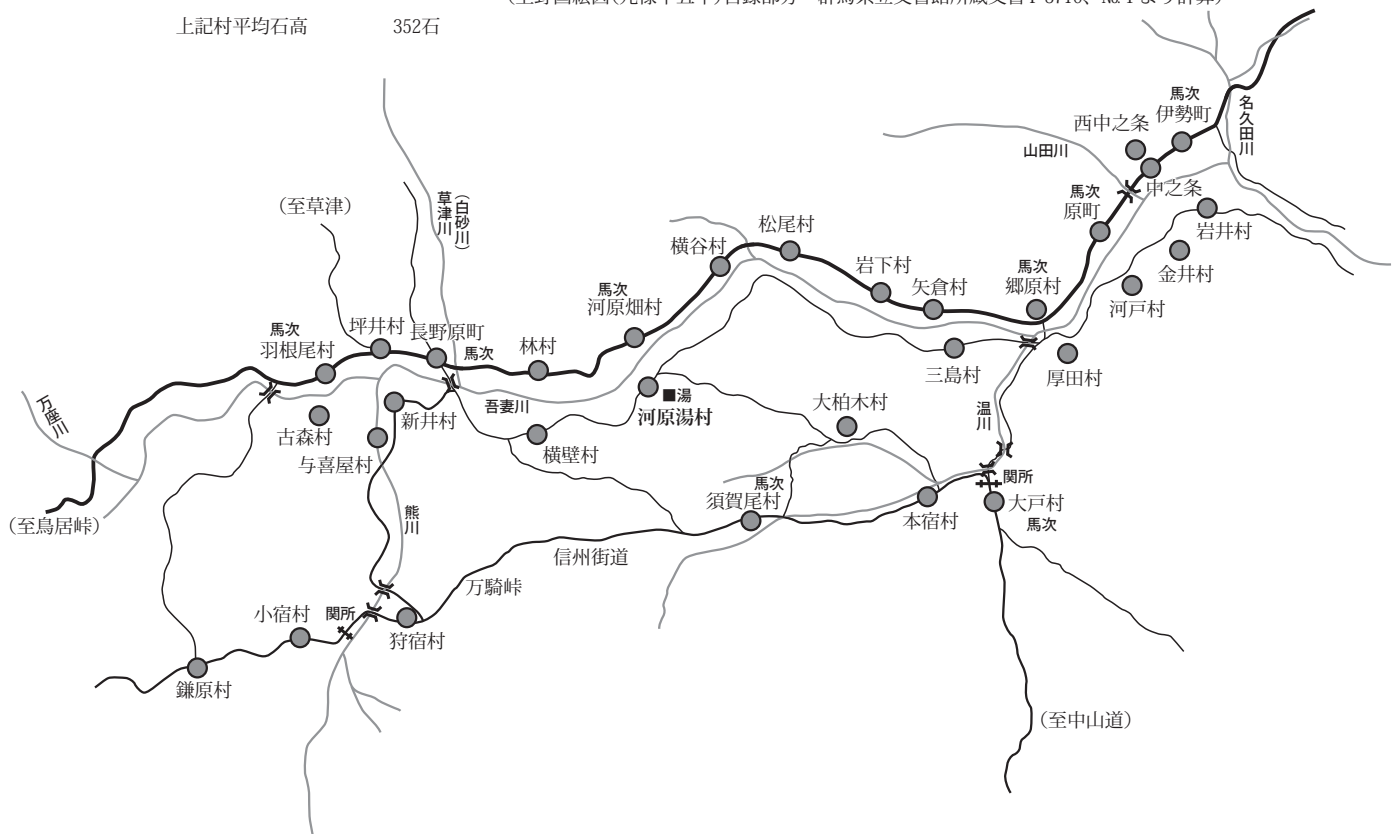 上記村平均石高　352石
馬次
伊勢町
名久田川
西中之条
山田川
中之条
馬次
原町
岩井村
金井村
河戸村
(至草津)
草津川
(白砂川)
松尾村
横谷村
岩下村
矢倉村
馬次
郷原村
馬次
河原畑村
馬次
羽根尾村
坪井村
長野原町
馬次
林村
三島村
厚田村
万座川
古森村
新井村
吾妻川
■湯
河原湯村
大柏木村
温川
与喜屋村
横壁村
馬次
須賀尾村
本宿村
関所
大戸村
馬次
(至鳥居峠)
熊川
信州街道
万騎峠
小宿村
関所
狩宿村
鎌原村
(至中山道)